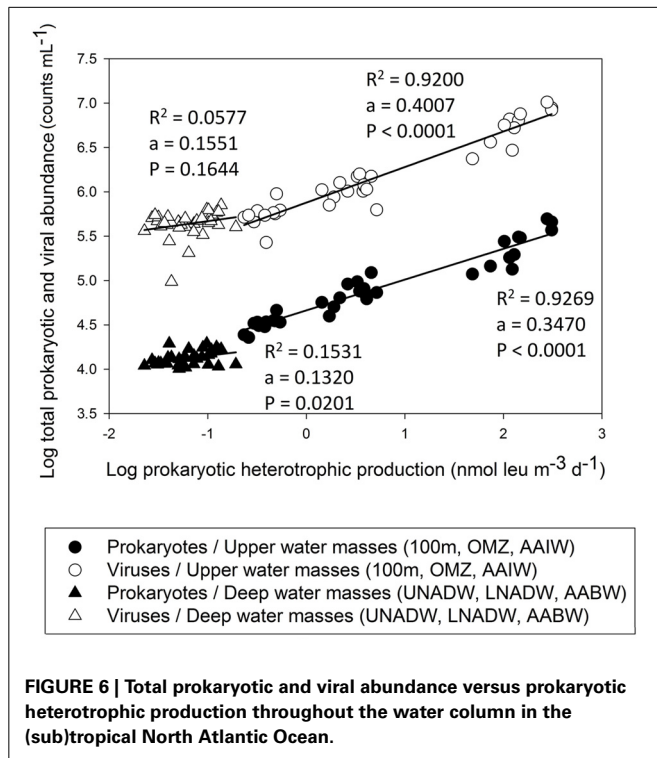 7.5
7.0
6.5
6.0
5.5
5.0
4.5
4.0
3.5
Log total prokaryotic and viral abundance (counts mL-1)
R2 = 0.0577
a = 0.1551
P = 0.1644
R2 = 0.9200
a = 0.4007
P < 0.0001
R2 = 0.1531
a = 0.1320
P = 0.0201
R2 = 0.9269
a = 0.3470
P < 0.0001
-2 -1 0 1 2 3
Log prokaryotic heterotrophic production (nmol leu m-3 d-1)
Prokaryotes / Upper water masses (100m, OMZ, AAIW)
Viruses / Upper water masses (100m, OMZ, AAIW)
Prokaryotes / Deep water masses (UNADW, LNADW, AABW)
Viruses / Deep water masses (UNADW, LNADW, AABW)
FIGURE 6 | Total prokaryotic and viral abundance versus prokaryotic
heterotrophic production throughout the water column in the
(sub)tropical North Atlantic Ocean.